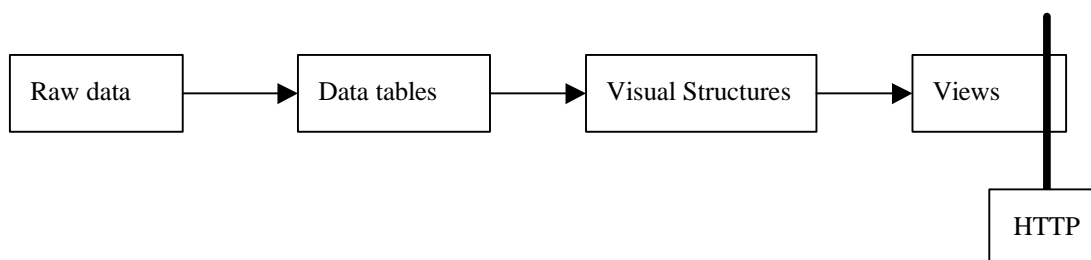 Raw data
Data tables
Visual Structures
Views
HTTP